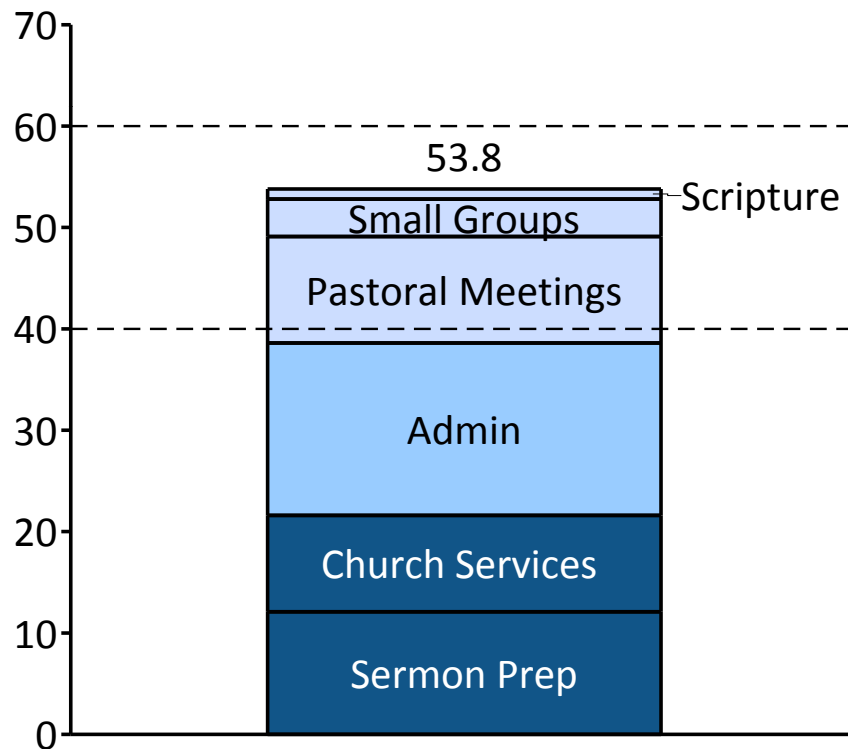 70
60
53.8
Scripture
Small Groups
50
Pastoral Meetings
40
Admin
30
20
Church Services
10
Sermon Prep
0